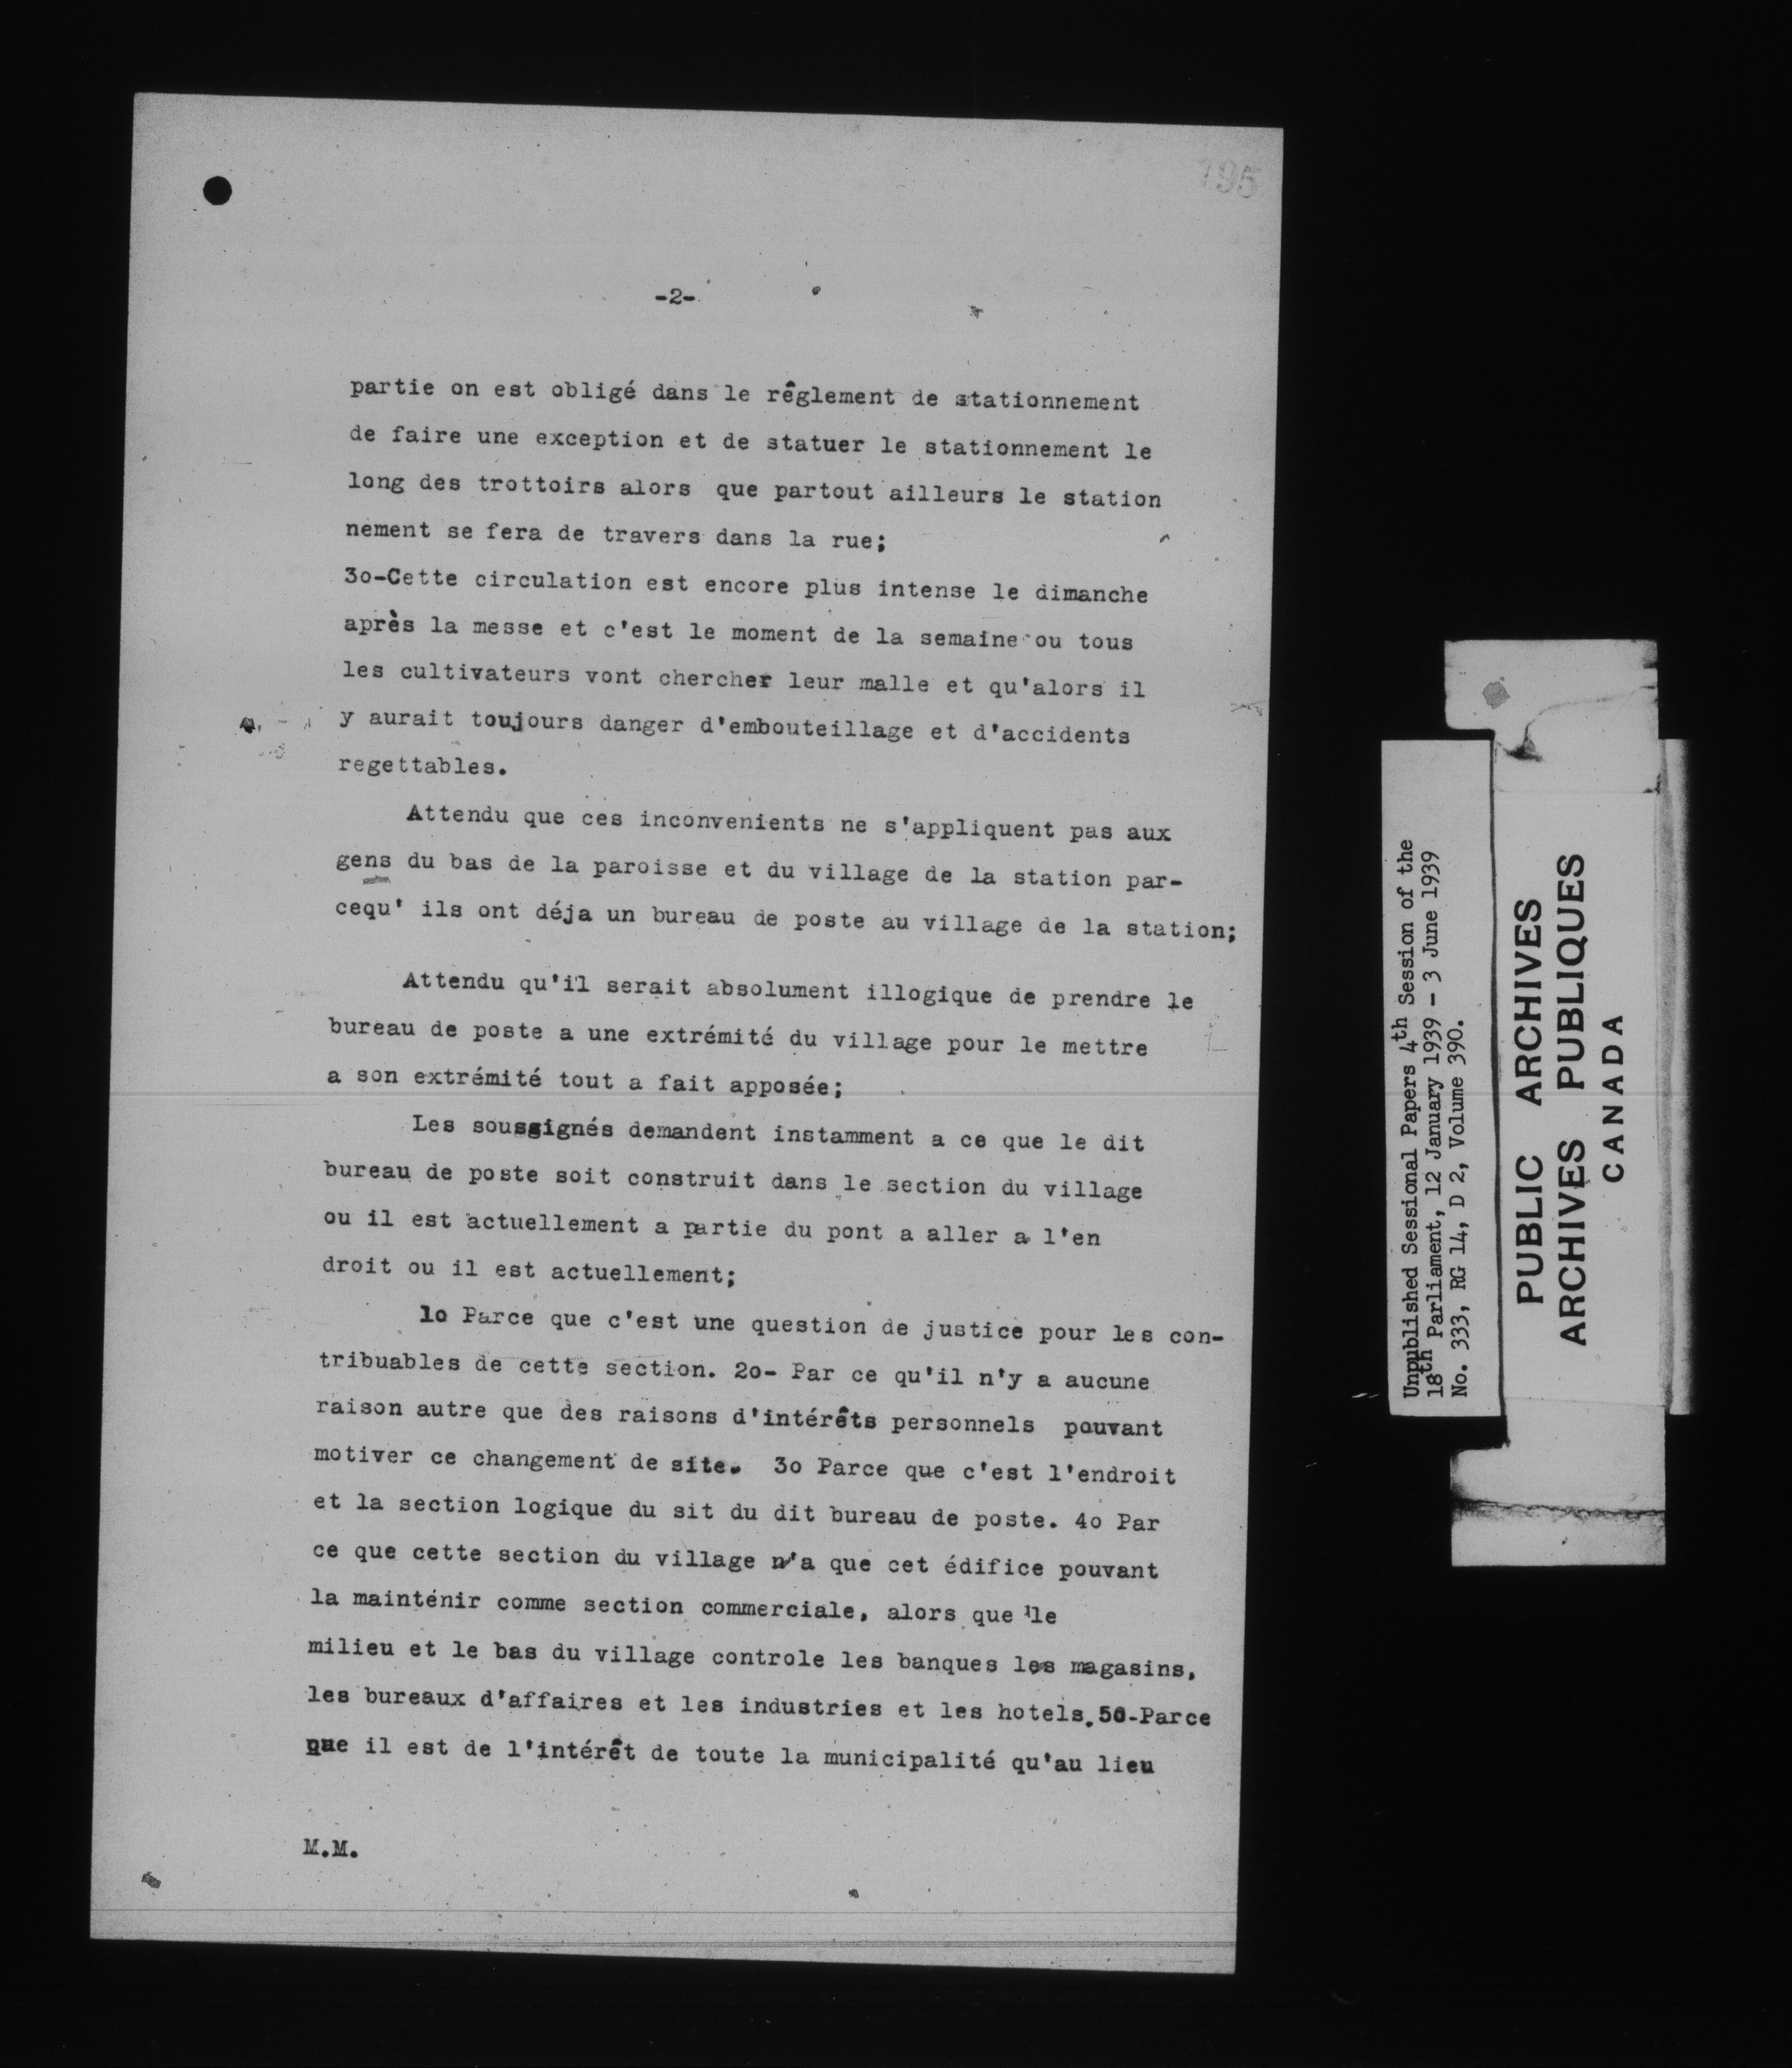 195
-2-
partie on est obligé dans le rêglement de stationnement
de faire une exception et de statuer le stationnement le
long des trottoirs alors que partout ailleurs le station
nement se fera de travers dans la rue;
3o-Cette circulation est encore plus intense le dimanche
après la messe et c'est le moment de la semaine ou tous
les cultivateurs vont chercher leur malle et qu'alors il
y aurait toujours danger d'embouteillage et d'accidents
regettables.
Attendu que ces inconvenients ne s'appliquent pas aux
gens du bas de la paroisse et du village de la station par-
cequ' ils ont déja un bureau de poste au village de la station;
Attendu qu'il serait absolument illogique de prendre le
bureau de poste a une extrémité du village pour le mettre
a son extrémité tout a fait apposée;
Les soussignés demandent instamment a ce que le dit
bureau de poste soit construit dans le section du village
ou il est actuellement a partie du pont a aller a l'en
droit ou il est actuellement;
1o Parce que c'est une question de justice pour les con-
tribuables de cette section. 2o- Par ce qu'il n'y a aucune
raison autre que des raisons d'intérêts personnels pouvant
motiver ce changement de site. 3o Parce que c'est l'endroit
et la section logique du sit du dit bureau de poste. 4o Par
ce que cette section du village n'a que cet édifice pouvant
la mainténir comme section commerciale, alors que le
milieu et le bas du village controle les banques les magasins,
les bureaux d'affaires et les industries et les hotels.5o-Parce
que il est de l'intérêt de toute la municipalité qu'au lieu
M.M.
Unpublished Sessional Papers 4th Session of the
18th Parliament, 12 January 1939 - 3 June 1939
No. 333, RG 14, D 2, Volume 390.
PUBLIC ARCHIVES
ARCHIVES PUBLIQUES
CANADA